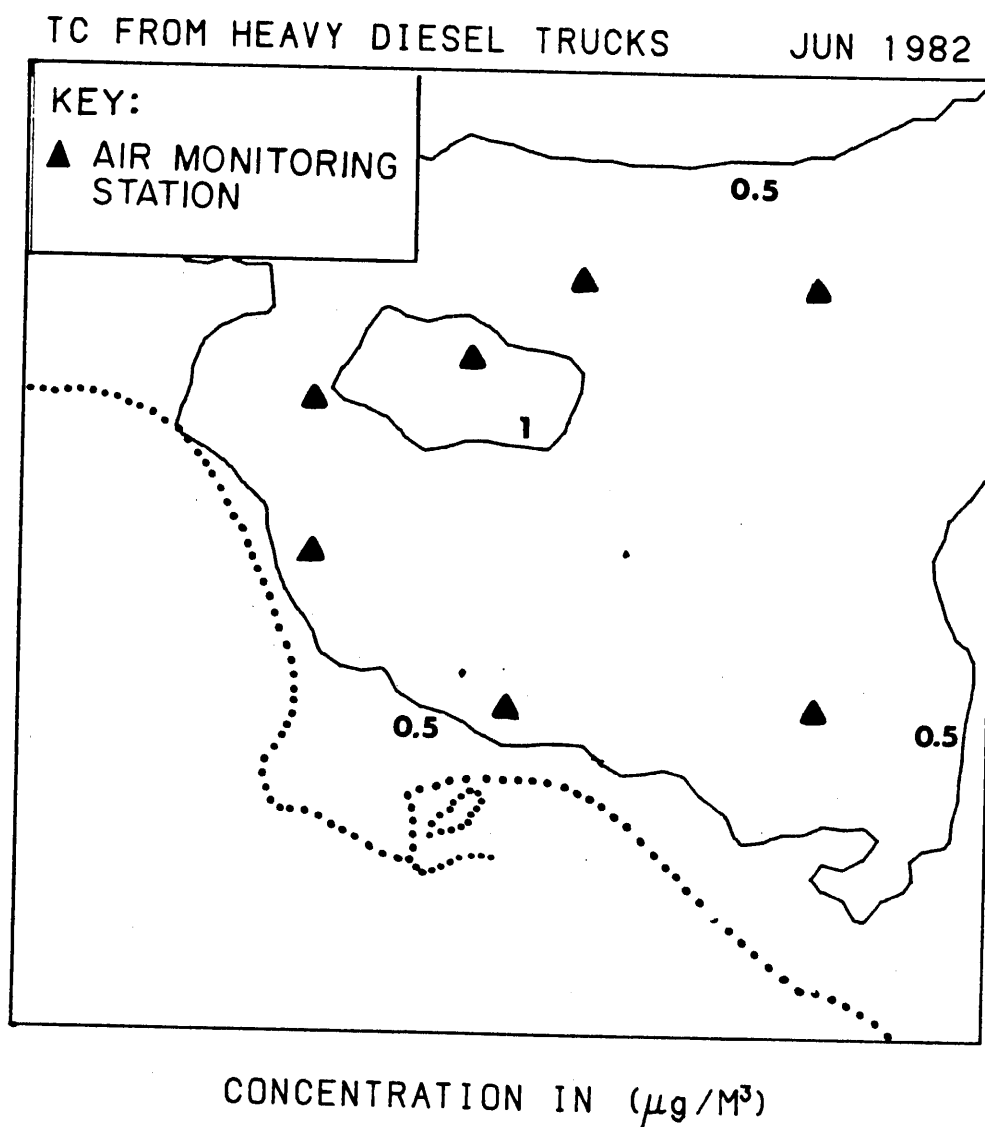 TC FROM HEAVY DIESEL TRUCKS JUN 1982
KEY:
▲ AIR MONITORING
STATION
0.5
1
0.5
0.5
CONCENTRATION IN (μg/M³)